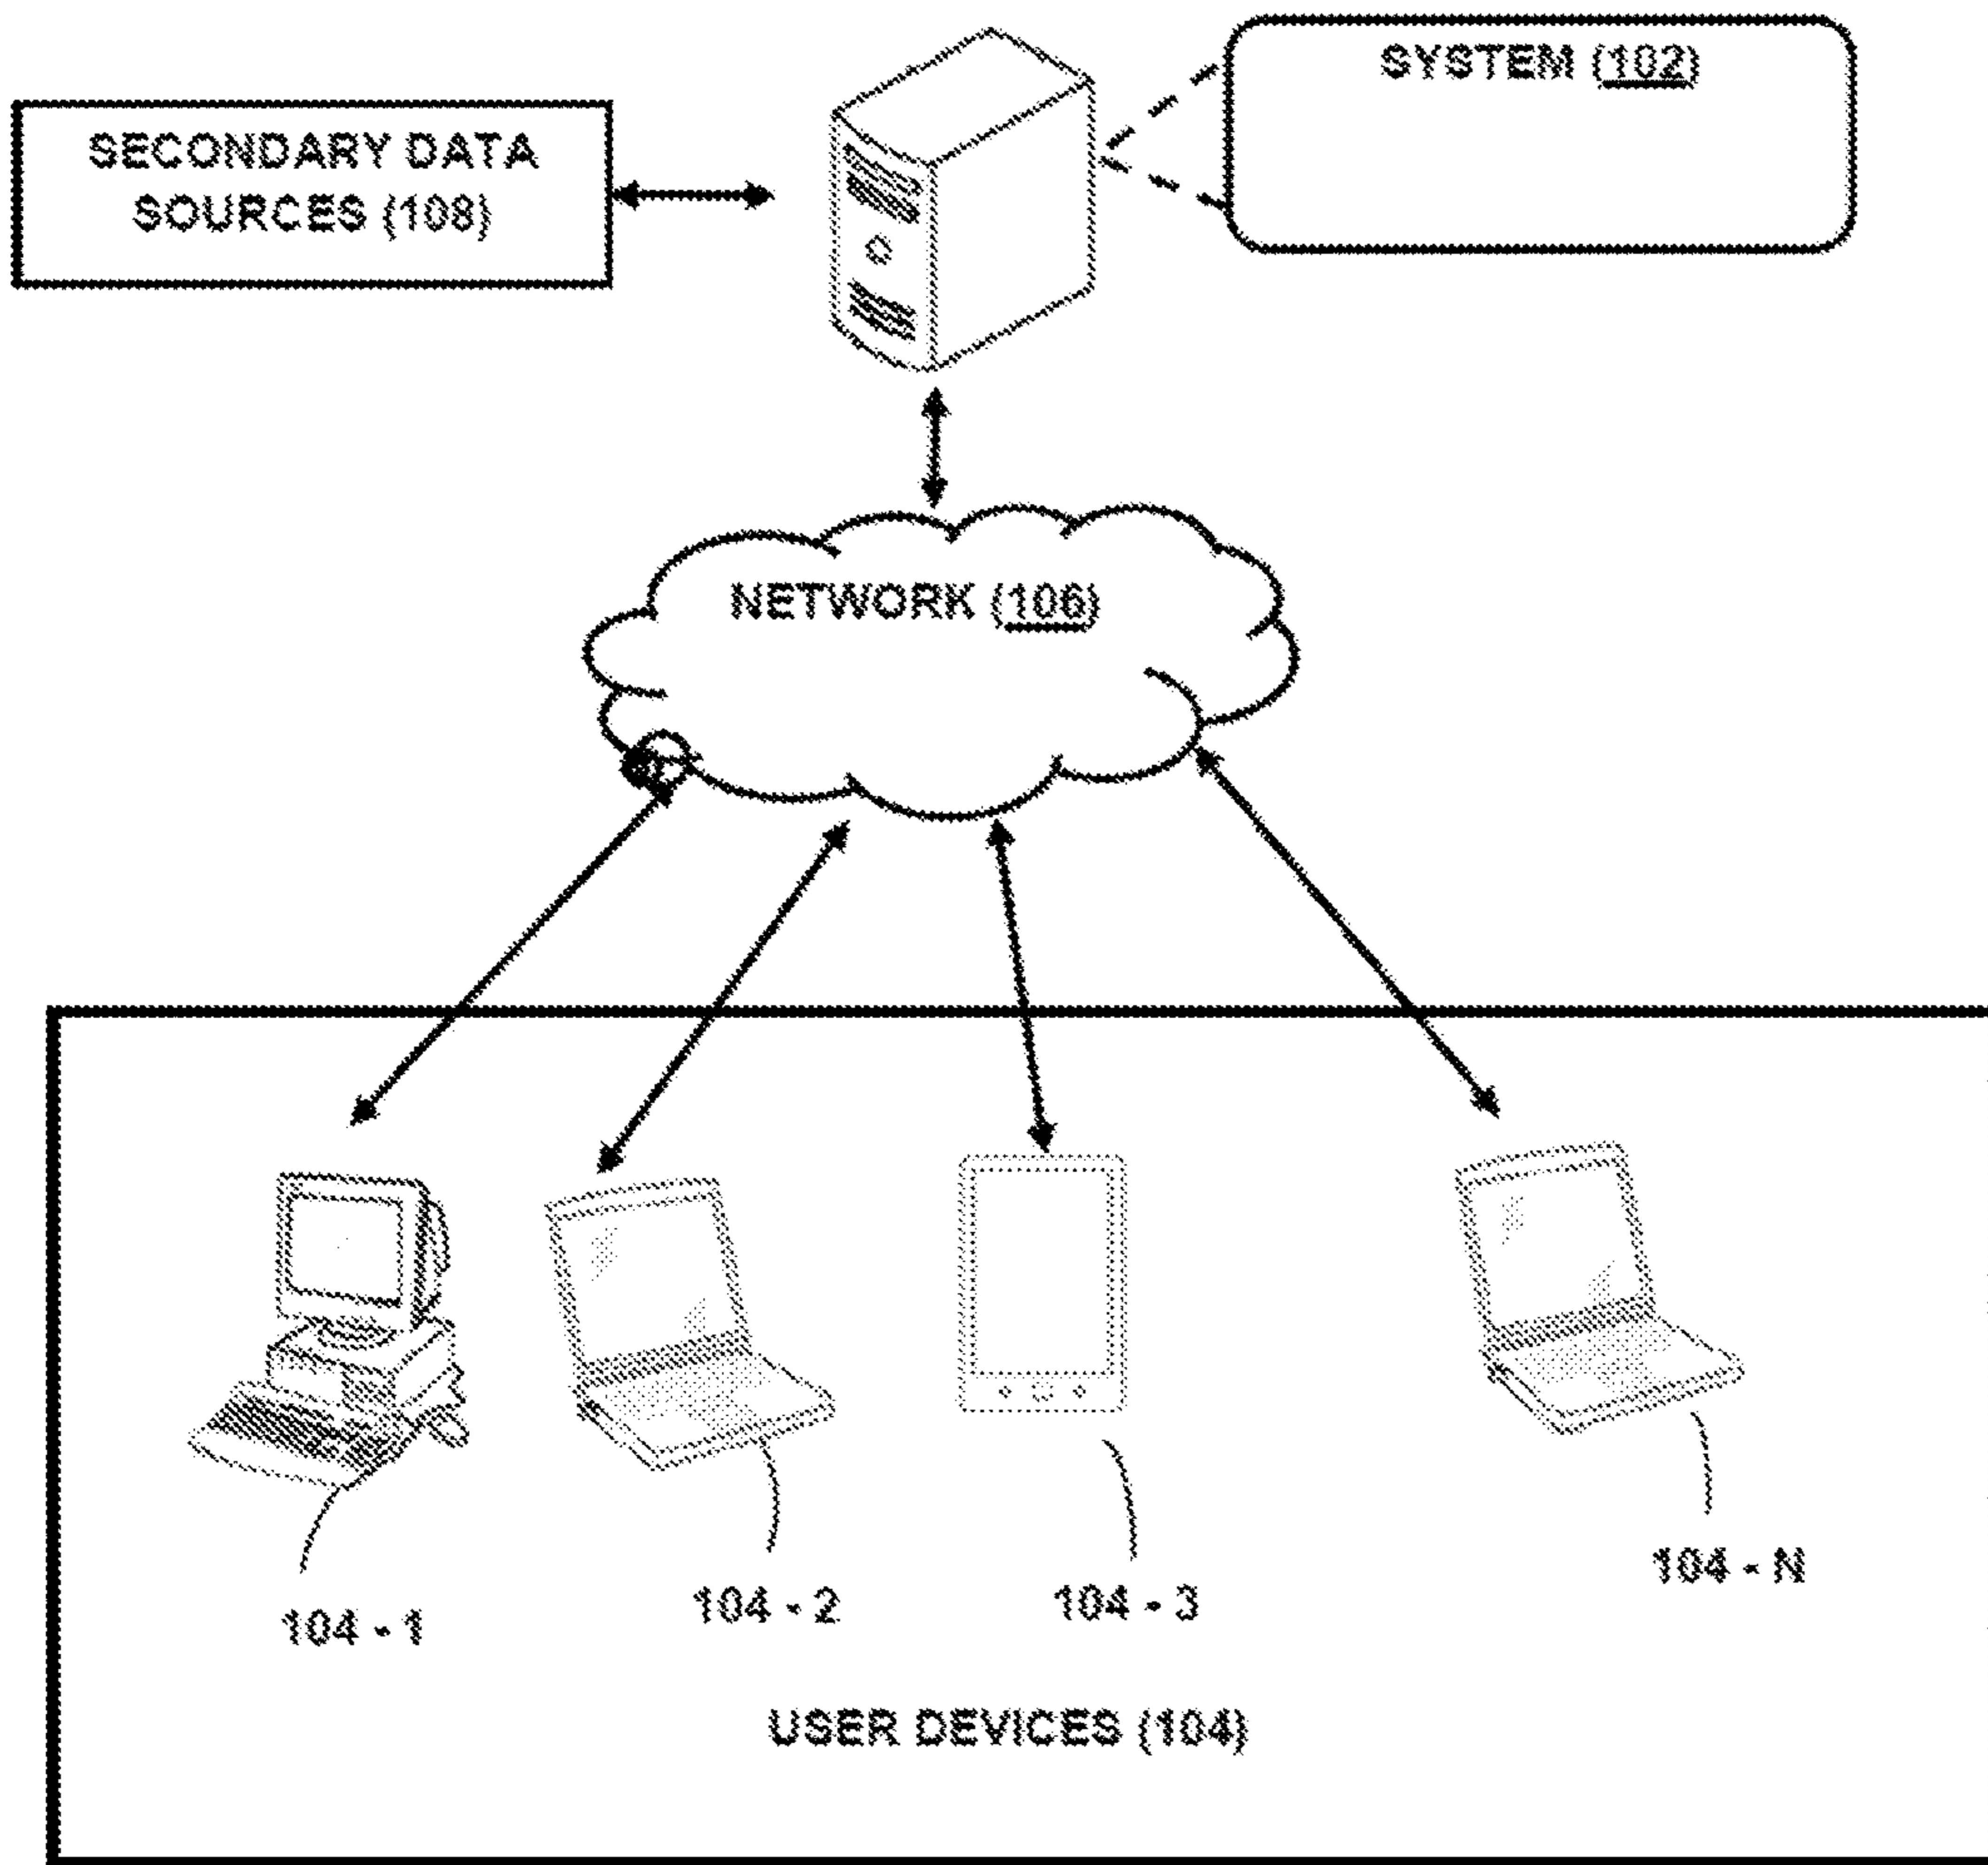 SYSTEM (102)
SECONDARY DATA
SOURCES (108)
NETWORK (106)
104 - 1
104 - 2
104 - 3
104 - N
USER DEVICES (104)